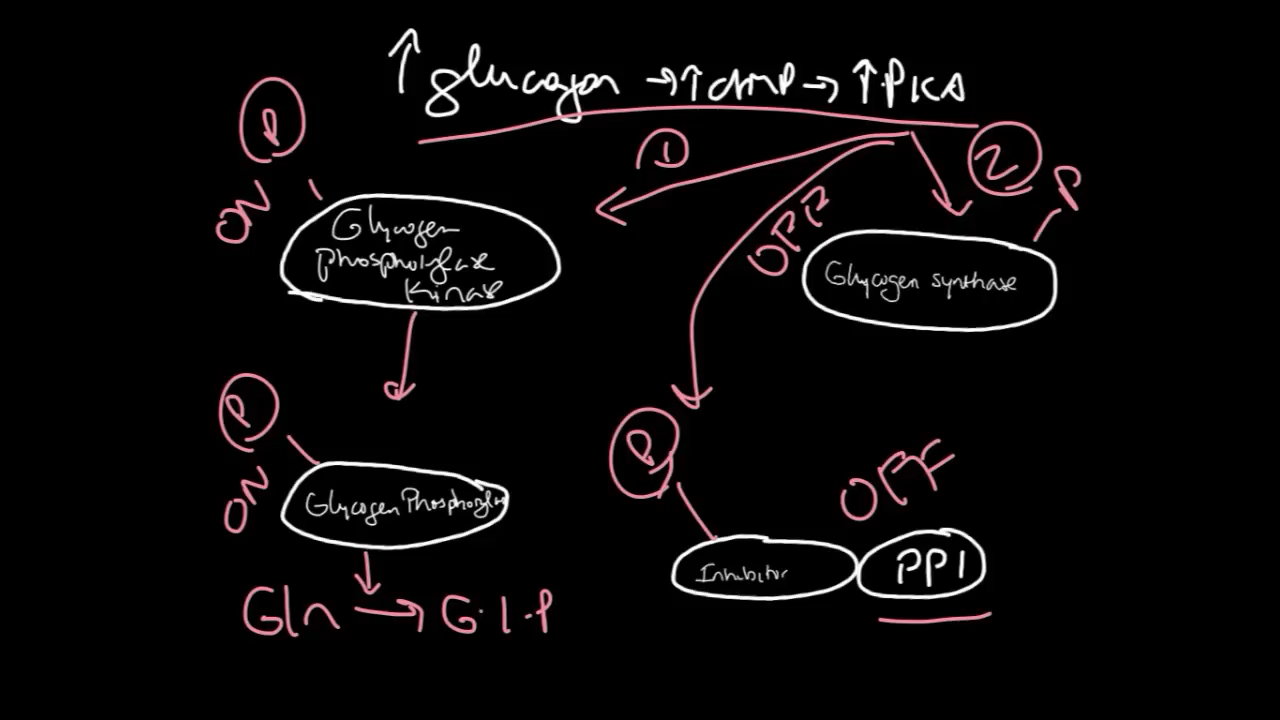 ↑ glucagon → ↑ cAMP → ↑ PKA
P
1
2
ON
P
OFF
Glycogen
phosphorylase
kinase
Glycogen synthase
P
ON
P
OFF
Glycogen Phosphorylas
Inhibitor
PP1
Gln → G-1-P